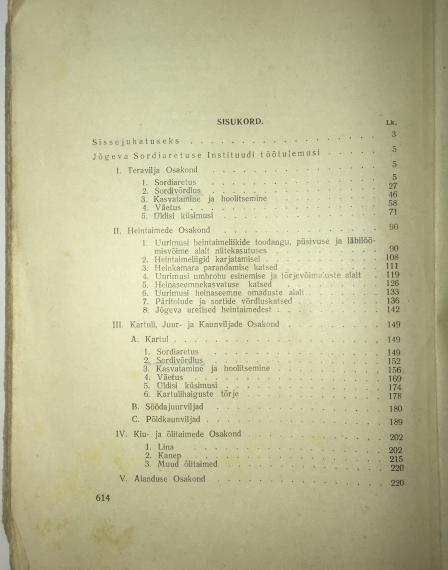 SISUKORD.
Lk.
Sissejuhatuseks . . . . . . . . . . . . . . . . 3
Jõgeva Sordiaretuse Instituudi töötulemusi . . . . 5
I. Teravilja Osakond . . . . . . . . . . . . . 5
1. Sordiaretus . . . . . . . . . . . . . 5
2. Sordivõrdlus . . . . . . . . . . . . . 27
3. Kasvatamine ja hoolitsemine . . . . . . . . 46
4. Väetus . . . . . . . . . . . . . . . 58
5. Üldisi küsimusi . . . . . . . . . . . . 71
II. Heintaimede Osakond . . . . . . . . . . . . 90
1. Uurimusi heintaimeliikide toodangu, püsivuse ja läbilöö-
misvõime alalt niitekasutuses . . . . . . . . 90
2. Heintaimeliigid karjatamisel . . . . . . . . 108
3. Heinkamara parandamise katsed . . . . . . . 111
4. Uurimusi umbrohu esinemise ja tõrjevõimaluste alalt . 119
5. Heinaseemnekasvatuse katsed . . . . . . . 126
6. Uurimusi heinaseemne omaduste alalt . . . . . 133
7. Päritolude ja sortide võrdluskatsed . . . . . . 136
8. Jõgeva uretised heintaimedest . . . . . . . 142
III. Kartuli, Juur- ja Kaunviljade Osakond . . . . . . 149
A. Kartul . . . . . . . . . . . . . . . . 149
1. Sordiaretus . . . . . . . . . . . . . 149
2. Sordivõrdlus . . . . . . . . . . . . . 152
3. Kasvatamine ja hoolitsemine . . . . . . . . 156
4. Väetus . . . . . . . . . . . . . . . 169
5. Üldisi küsimusi . . . . . . . . . . . . 174
6. Kartulihaiguste tõrje . . . . . . . . . . 178
B. Söödajuurviljad . . . . . . . . . . . . . 180
C. Põldkaunviljad . . . . . . . . . . . . . 189
IV. Kiu- ja õlitaimede Osakond . . . . . . . . . . 202
1. Lina . . . . . . . . . . . . . . . . 202
2. Kanep . . . . . . . . . . . . . . . 215
3. Muud õlitaimed . . . . . . . . . . . . 220
V. Aianduse Osakond . . . . . . . . . . . . . 220
614